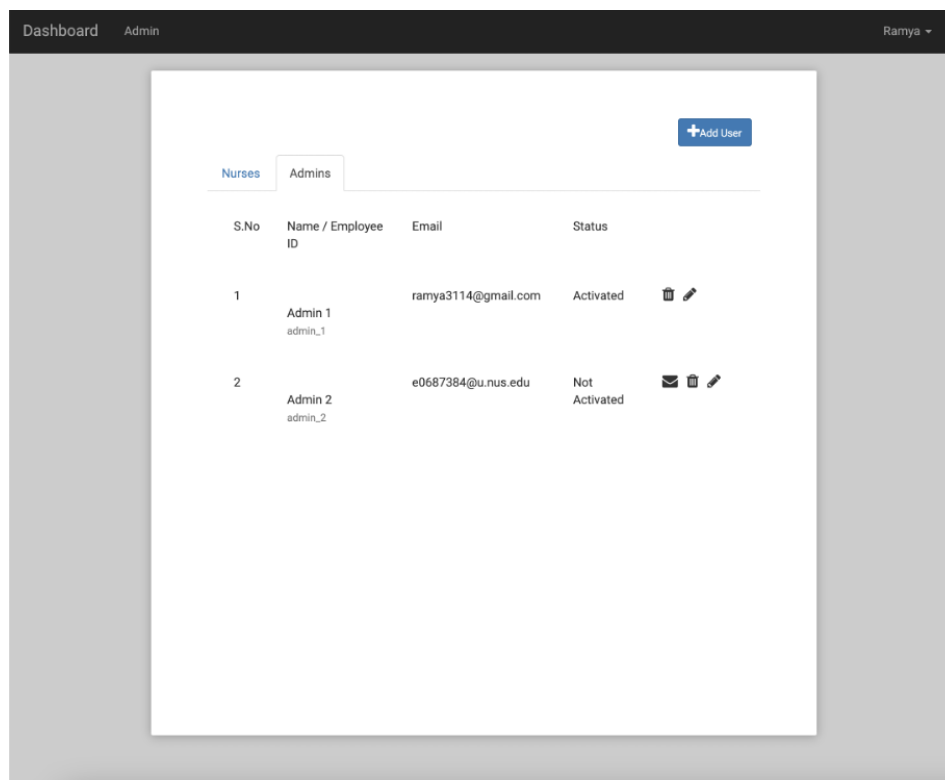 Dashboard Admin Ramya
Add User
Nurses Admins
S.No Name / Employee Email Status
ID
1 ramya3114@gmail.com Activated
Admin 1
admin_1
2 e0687384@u.nus.edu Not
Admin 2 Activated
admin_2